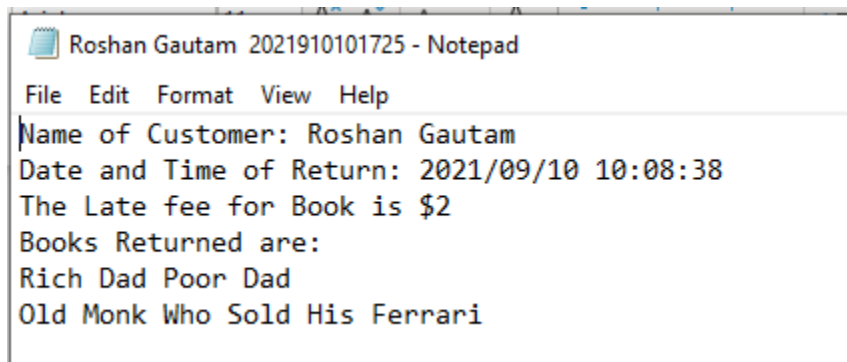 Roshan Gautam 2021910101725 - Notepad
File Edit Format View Help
Name of Customer: Roshan Gautam
Date and Time of Return: 2021/09/10 10:08:38
The Late fee for Book is $2
Books Returned are:
Rich Dad Poor Dad
Old Monk Who Sold His Ferrari